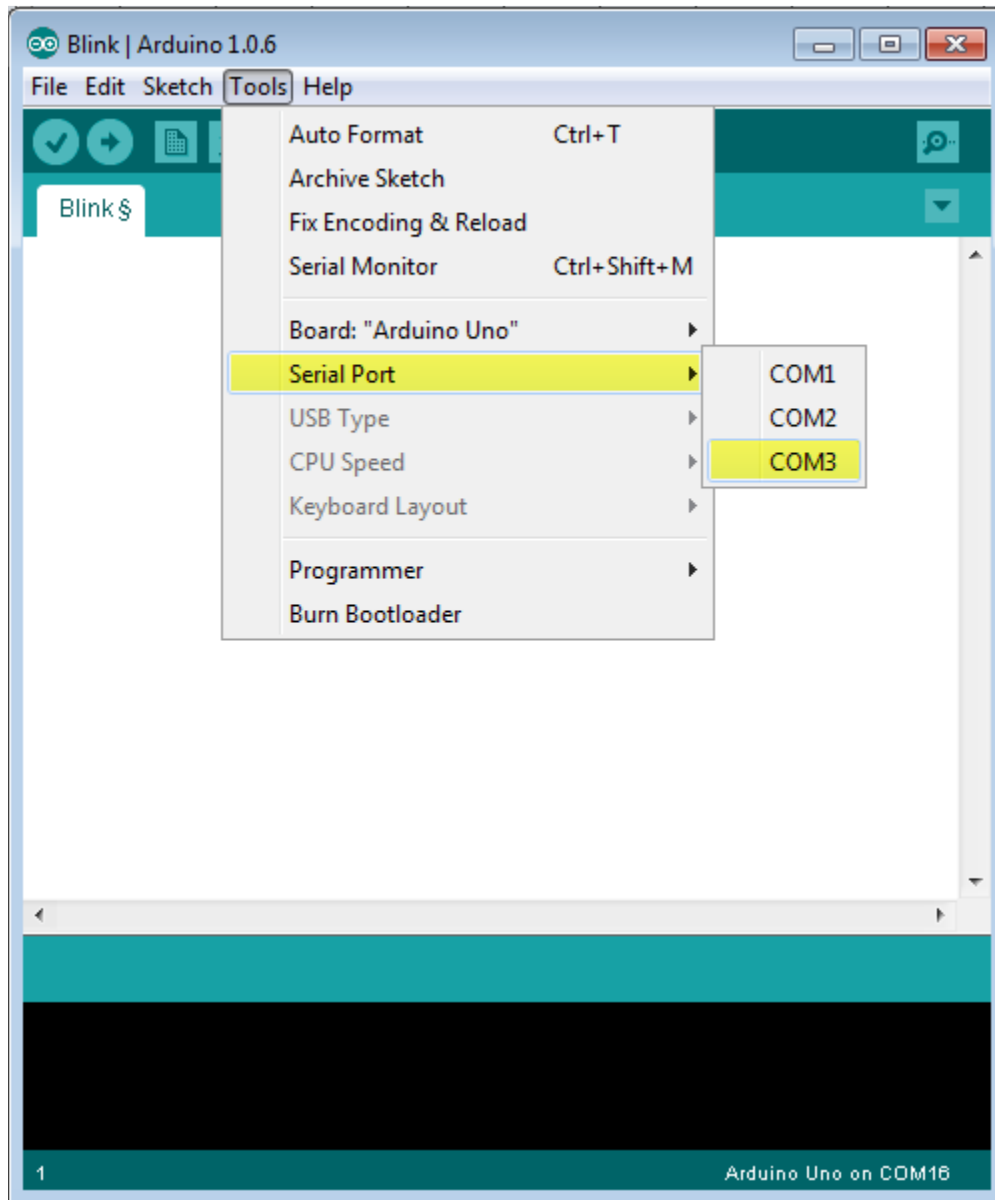 Blink | Arduino 1.0.6
File Edit Sketch Tools Help
Blink §
Auto Format Ctrl+T
Archive Sketch
Fix Encoding & Reload
Serial Monitor Ctrl+Shift+M
Board: "Arduino Uno"
Serial Port
USB Type
CPU Speed
Keyboard Layout
Programmer
Burn Bootloader
COM1
COM2
COM3
1 Arduino Uno on COM16